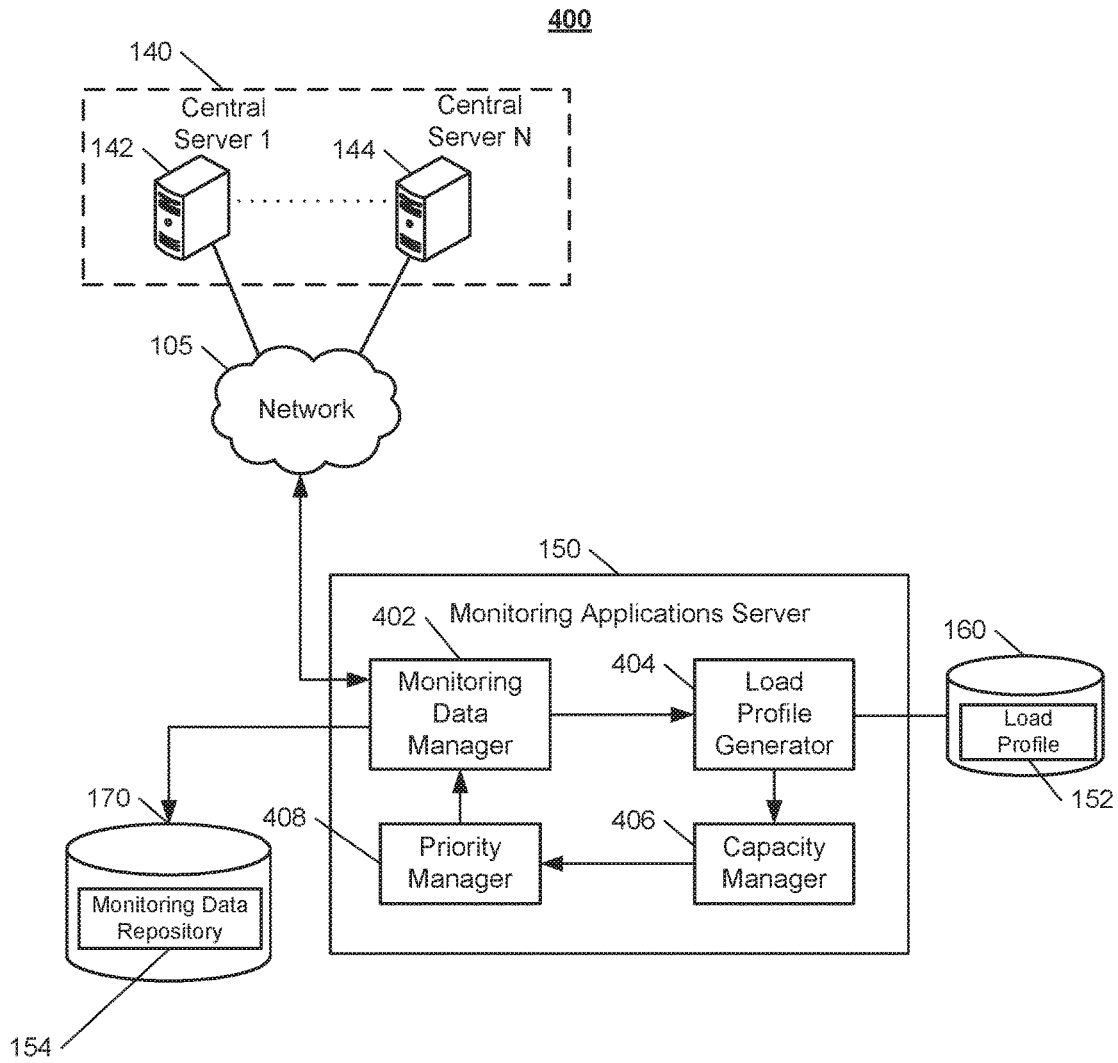 400
140
Central
Server 1
Central
Server N
142
144
105
Network
150
Monitoring Applications Server
402
Monitoring
Data
Manager
404
Load
Profile
Generator
160
Load
Profile
152
170
408
Priority
Manager
406
Capacity
Manager
Monitoring Data
Repository
154